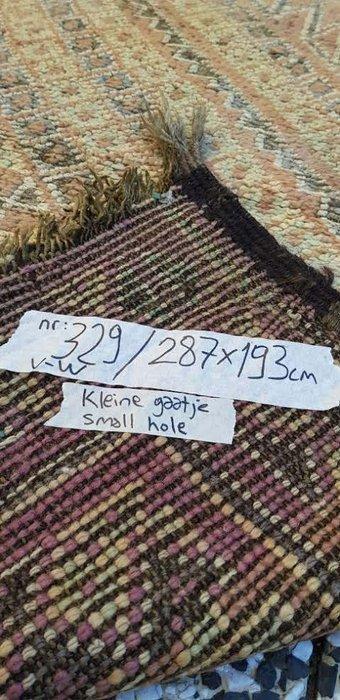 nr: 329/287x193cm
v-w
Kleine gaatje
small hole